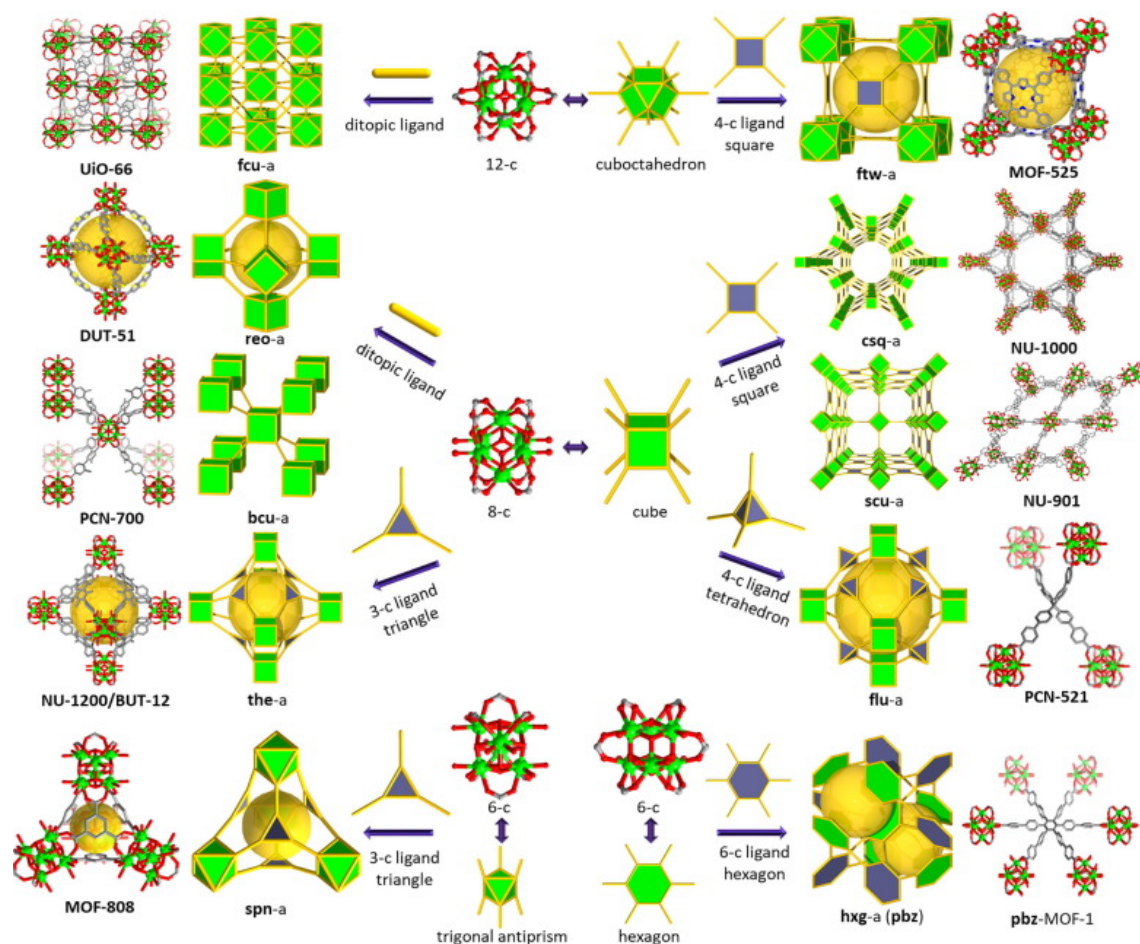 ditopic ligand
12-c
cuboctahedron
4-c ligand
square
UiO-66
fcu-a
ftw-a
MOF-525
DUT-51
reo-a
ditopic ligand
4-c ligand
square
csq-a
NU-1000
PCN-700
bcu-a
8-c
cube
scu-a
NU-901
3-c ligand
triangle
4-c ligand
tetrahedron
NU-1200/BUT-12
the-a
flu-a
PCN-521
6-c
6-c
3-c ligand
triangle
6-c ligand
hexagon
MOF-808
spn-a
trigonal antiprism
hexagon
hxg-a (pbz)
pbz-MOF-1